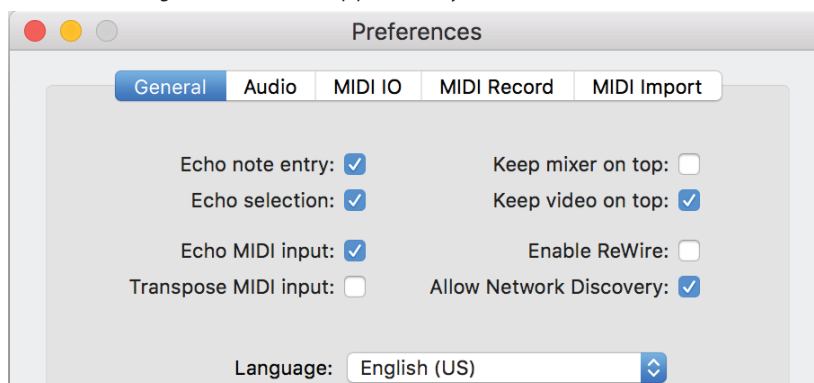 Preferences
General Audio MIDI IO MIDI Record MIDI Import
Echo note entry: Keep mixer on top:
Echo selection: Keep video on top:
Echo MIDI input: Enable ReWire:
Transpose MIDI input: Allow Network Discovery:
Language: English (US)